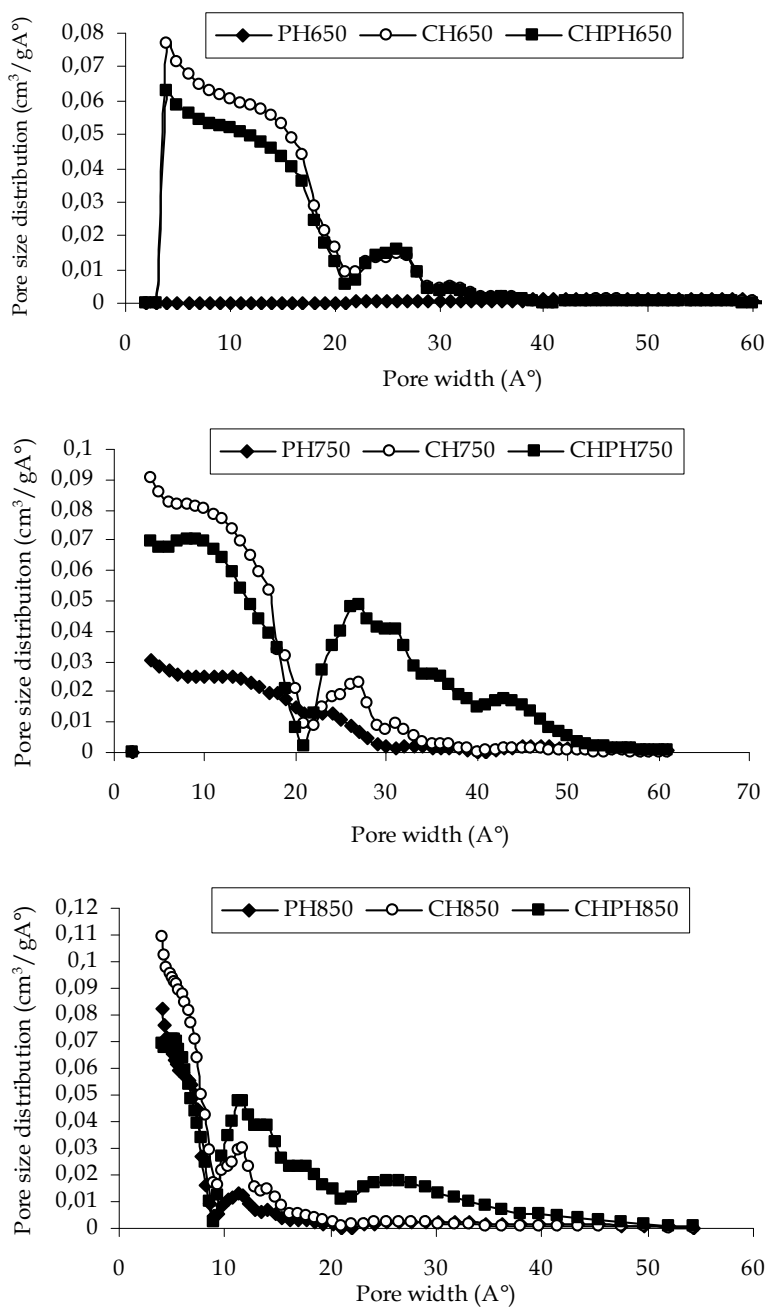 PH650 CH650 CHPH650
Pore size distribution (cm³/gA°)
0,08
0,07
0,06
0,05
0,04
0,03
0,02
0,01
0
0 10 20 30 40 50 60
Pore width (A°)
PH750 CH750 CHPH750
Pore size distribuiton (cm³/gA°)
0,1
0,09
0,08
0,07
0,06
0,05
0,04
0,03
0,02
0,01
0
0 10 20 30 40 50 60 70
Pore width (A°)
PH850 CH850 CHPH850
Pore size distribution (cm³/gA°)
0,12
0,11
0,1
0,09
0,08
0,07
0,06
0,05
0,04
0,03
0,02
0,01
0
0 10 20 30 40 50 60
Pore width (A°)